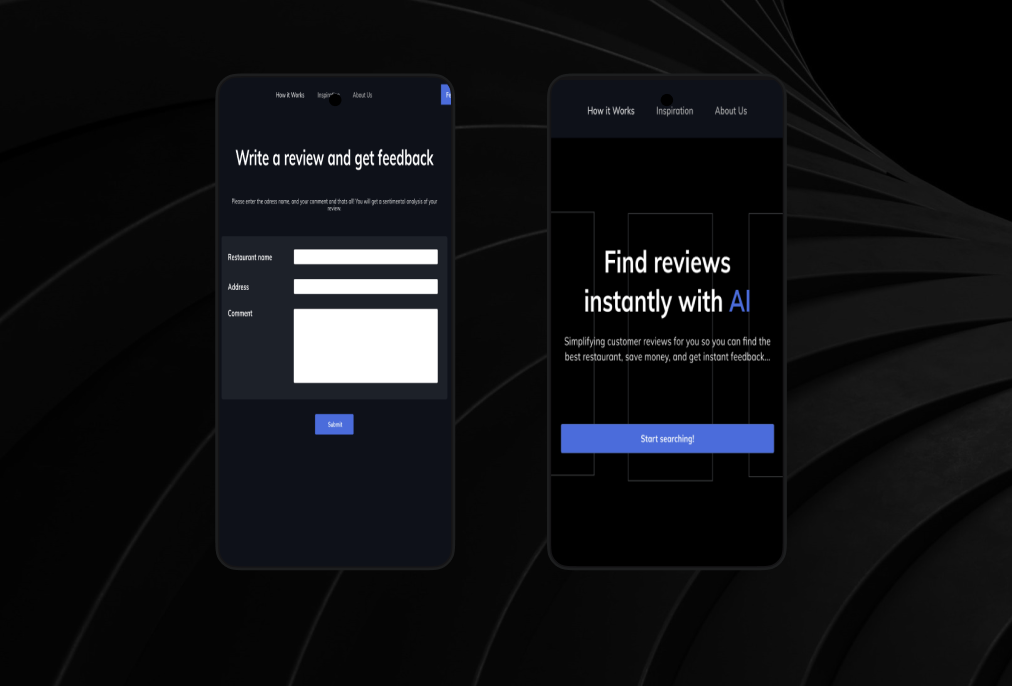 How it Works
About Us
Write a review and get feedback
Please enter the adress name, and your comment and thats all! You will get a sentimental analysis of your
review.
Restaurant name
Address
Comment
Submit
How it Works Inspiration About Us
Find reviews
instantly with AI
Simplifying customer reviews for you so you can find the
best restaurant, save money, and get instant feedback...
Start searching!